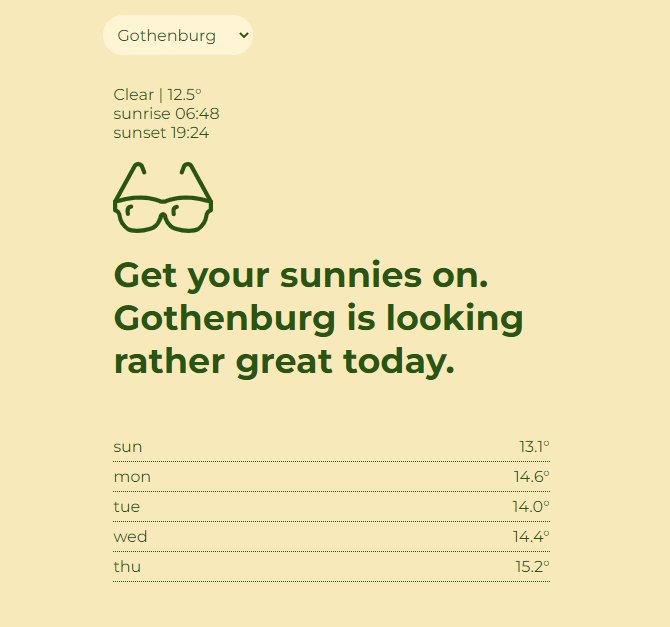 Gothenburg
Clear | 12.5°
sunrise 06:48
sunset 19:24
Get your sunnies on.
Gothenburg is looking
rather great today.
sun 13.1°
mon 14.6°
tue 14.0°
wed 14.4°
thu 15.2°